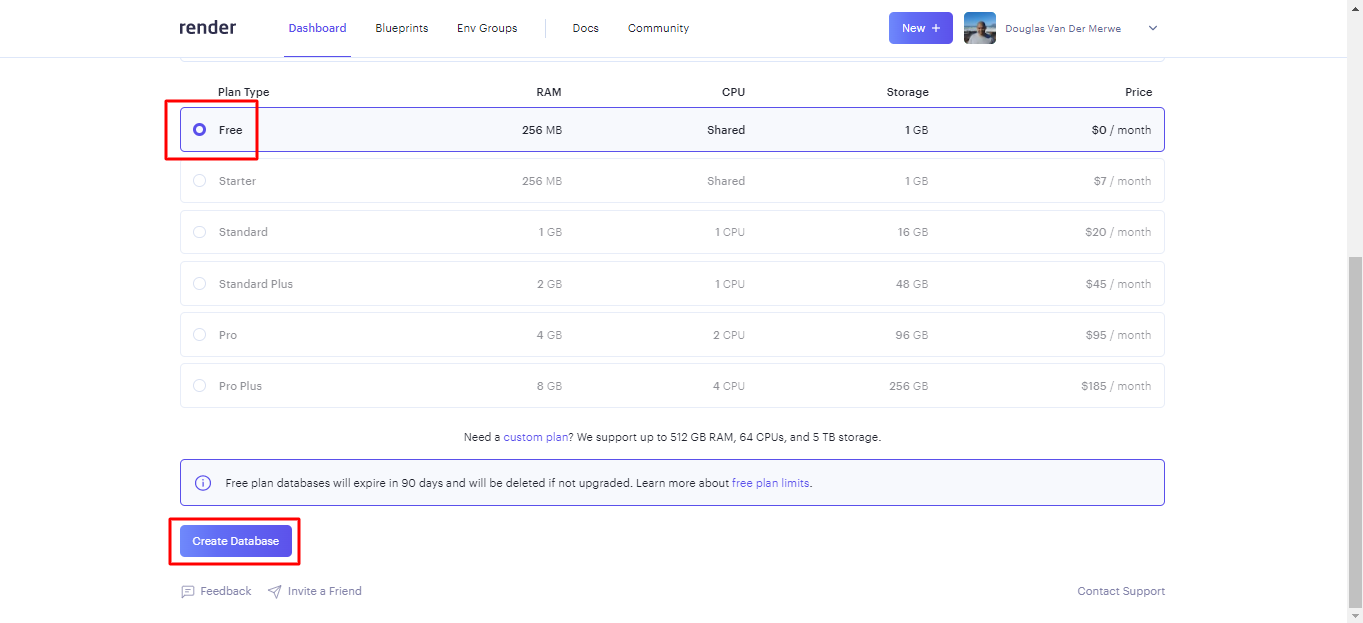 render Dashboard Blueprints Env Groups Docs Community New + Douglas Van Der Merwe
Plan Type RAM CPU Storage Price
Free 256 MB Shared 1 GB $0 / month
Starter 256 MB Shared 1 GB $7 / month
Standard 1 GB 1 CPU 16 GB $20 / month
Standard Plus 2 GB 1 CPU 48 GB $45 / month
Pro 4 GB 2 CPU 96 GB $95 / month
Pro Plus 8 GB 4 CPU 256 GB $185 / month
Need a custom plan? We support up to 512 GB RAM, 64 CPUs, and 5 TB storage.
Free plan databases will expire in 90 days and will be deleted if not upgraded. Learn more about free plan limits.
Create Database
Feedback Invite a Friend Contact Support